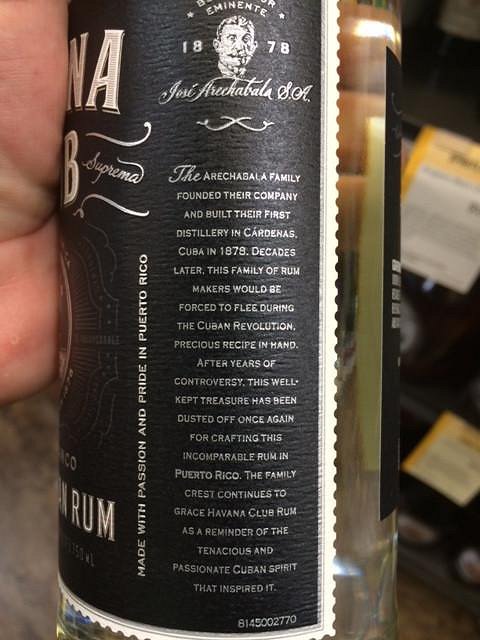 EMINENTE
18 78
José Arechabala S.A.
NA
B
Suprema
The ARECHABALA FAMILY
FOUNDED THEIR COMPANY
AND BUILT THEIR FIRST
DISTILLERY IN CÁRDENAS,
CUBA IN 1878. DECADES
LATER, THIS FAMILY OF RUM
MAKERS WOULD BE
FORCED TO FLEE DURING
THE CUBAN REVOLUTION,
PRECIOUS RECIPE IN HAND.
AFTER YEARS OF
CONTROVERSY, THIS WELL-
KEPT TREASURE HAS BEEN
DUSTED OFF ONCE AGAIN
FOR CRAFTING THIS
INCOMPARABLE RUM IN
PUERTO RICO. THE FAMILY
CREST CONTINUES TO
GRACE HAVANA CLUB RUM
AS A REMINDER OF THE
TENACIOUS AND
PASSIONATE CUBAN SPIRIT
THAT INSPIRED IT.
8145002770
MADE WITH PASSION AND PRIDE IN PUERTO RICO
NCO
AN RUM
750ML